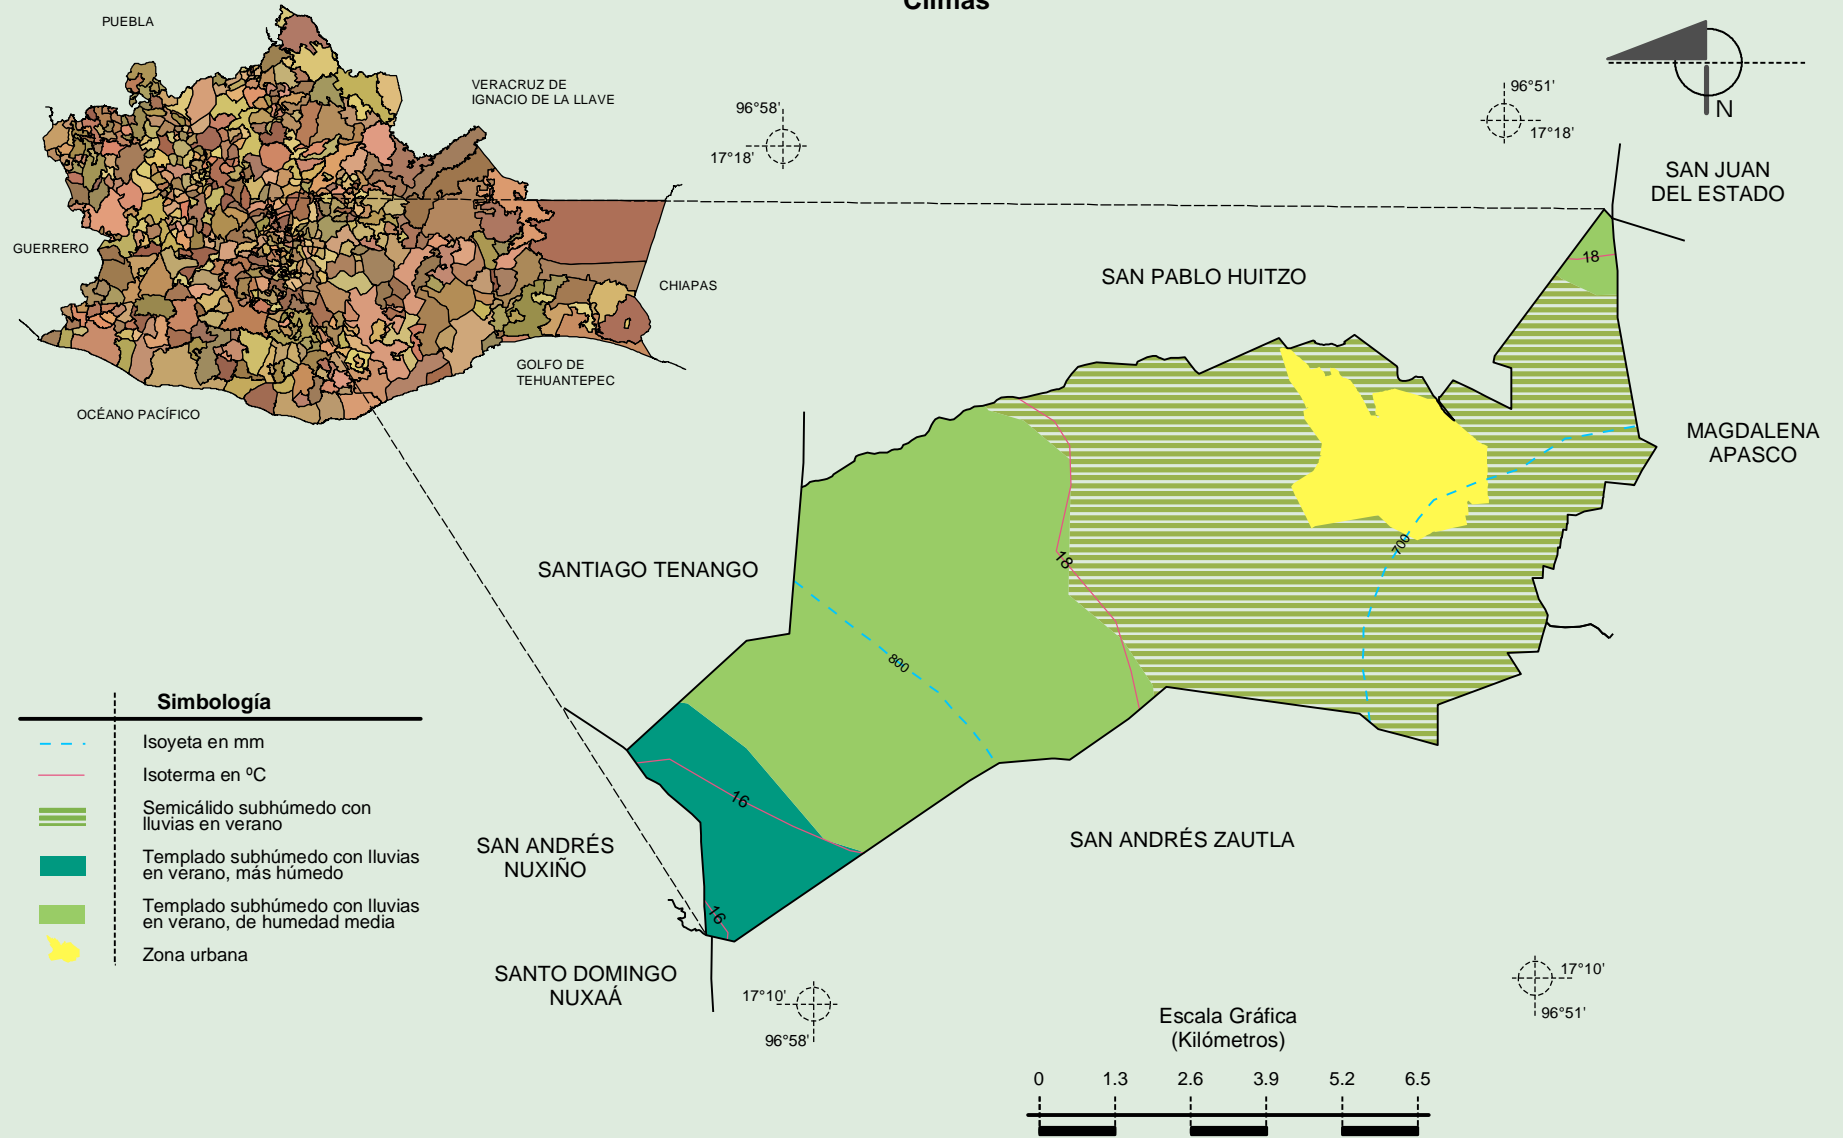 Climas
PUEBLA
VERACRUZ DE
IGNACIO DE LA LLAVE
GUERRERO
CHIAPAS
GOLFO DE
TEHUANTEPEC
OCÉANO PACÍFICO
96°58'
17°18'
96°51'
17°18'
N
SAN JUAN
DEL ESTADO
18
SAN PABLO HUITZO
MAGDALENA
APASCO
SANTIAGO TENANGO
18
700
800
16
16
SAN ANDRÉS
NUXIÑO
SAN ANDRÉS ZAUTLA
SANTO DOMINGO
NUXAÁ
17°10'
96°58'
17°10'
96°51'
Simbología
Isoyeta en mm
Isoterma en ºC
Semicálido subhúmedo con
lluvias en verano
Templado subhúmedo con lluvias
en verano, más húmedo
Templado subhúmedo con lluvias
en verano, de humedad media
Zona urbana
Escala Gráfica
(Kilómetros)
0 1.3 2.6 3.9 5.2 6.5